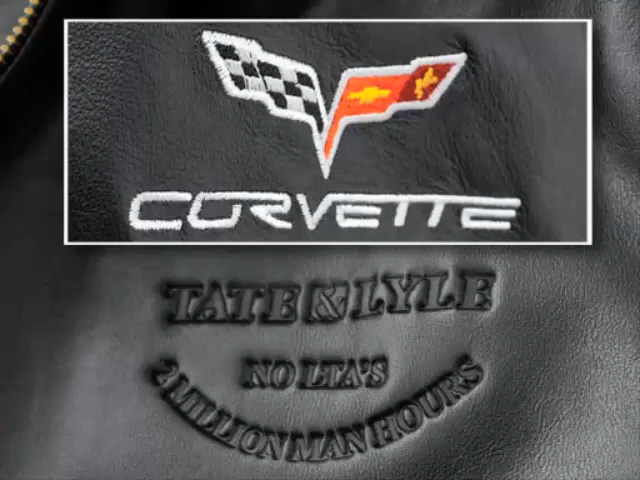 CORVETTE
TATE & LYLE
NO LTA'S
2 MILLION MAN HOURS